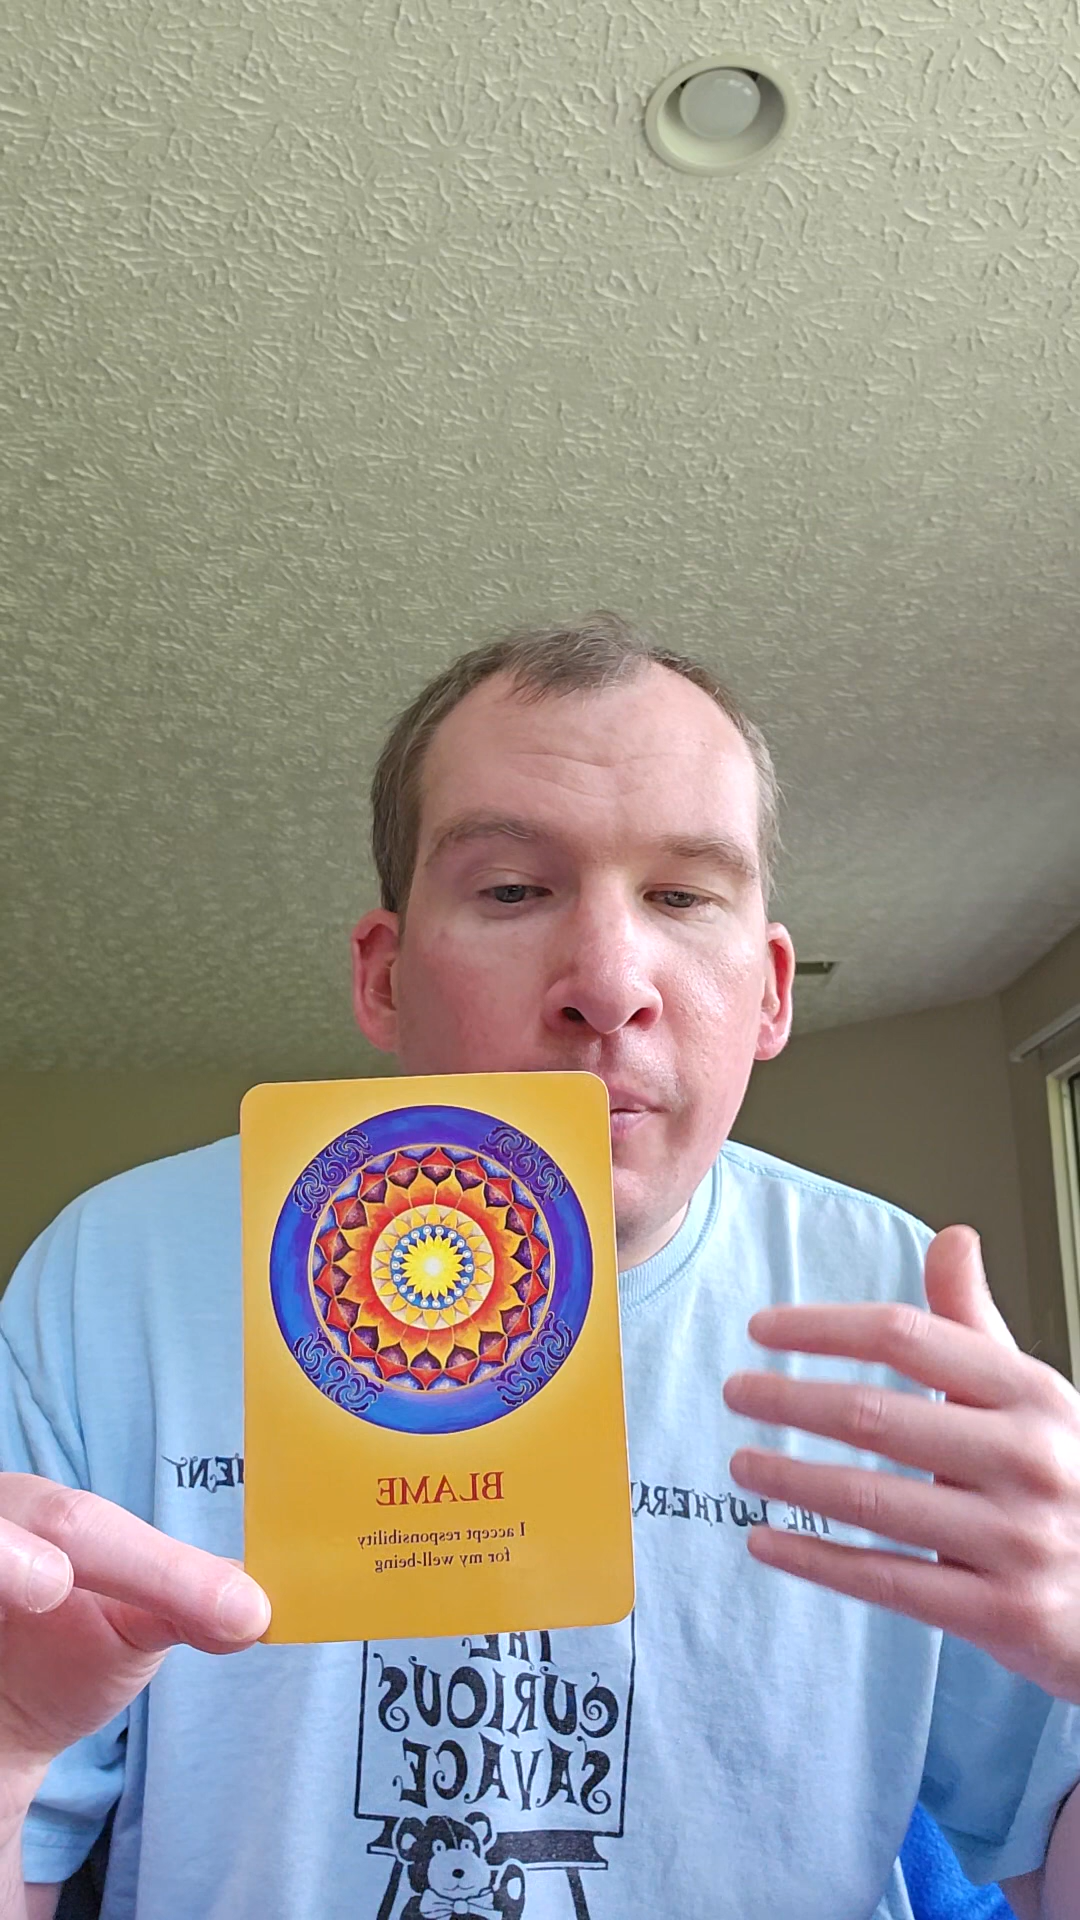 THE LUTHERA
BLAME
I accept responsibility
for my well-being
THE
CURIOUS
SAVAGE